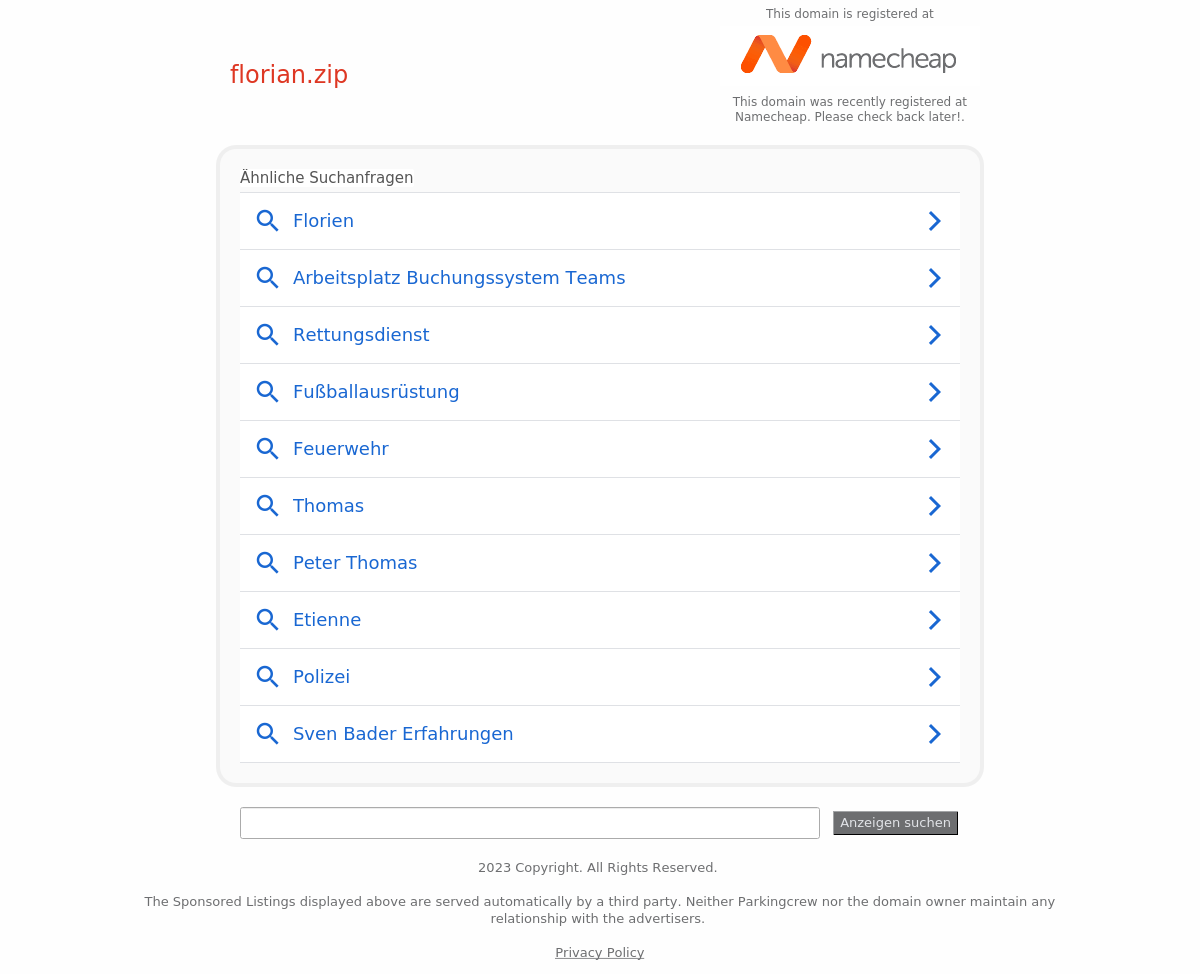 This domain is registered at
namecheap
florian.zip
This domain was recently registered at
Namecheap. Please check back later!.
Ähnliche Suchanfragen
Florien
Arbeitsplatz Buchungssystem Teams
Rettungsdienst
Fußballausrüstung
Feuerwehr
Thomas
Peter Thomas
Etienne
Polizei
Sven Bader Erfahrungen
Anzeigen suchen
2023 Copyright. All Rights Reserved.
The Sponsored Listings displayed above are served automatically by a third party. Neither Parkingcrew nor the domain owner maintain any
relationship with the advertisers.
Privacy Policy